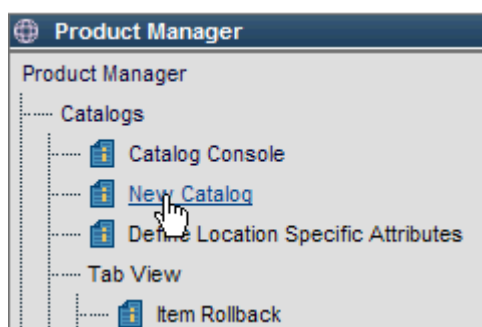 Product Manager
Product Manager
Catalogs
Catalog Console
New Catalog
Define Location Specific Attributes
Tab View
Item Rollback